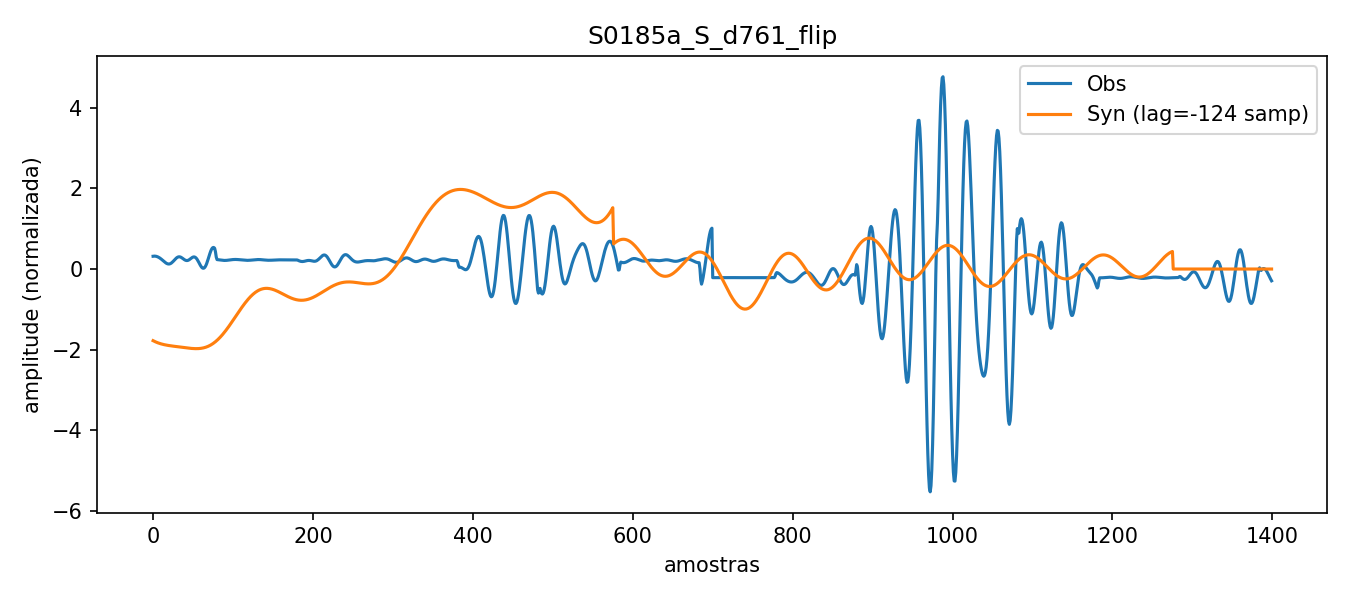 S0185a_S_d761_flip
Obs
Syn (lag=-124 samp)
amplitude (normalizada)
4
2
0
−2
−4
−6
0 200 400 600 800 1000 1200 1400
amostras